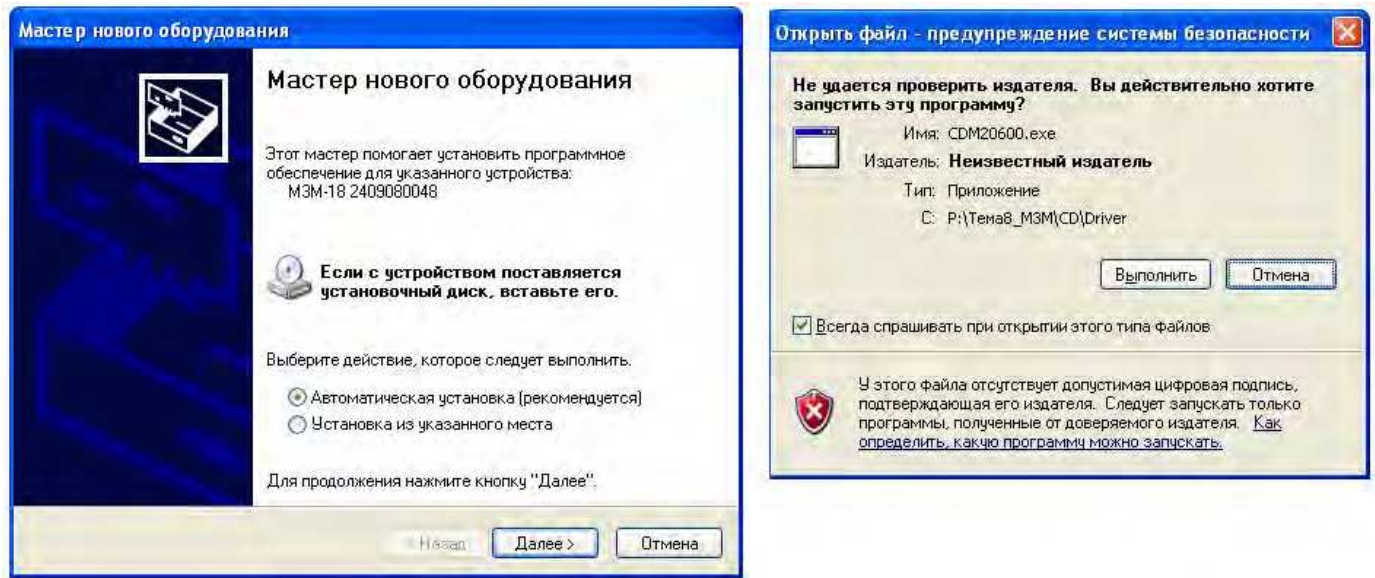 Мастер нового оборудования
Мастер нового оборудования
Этот мастер помогает установить программное
обеспечение для указанного устройства:
МЗМ-18 2409080048
Если с устройством поставляется
установочный диск, вставьте его.
Выберите действие, которое следует выполнить.
Автоматическая установка (рекомендуется)
Установка из указанного места
Для продолжения нажмите кнопку "Далее".
< Назад
Далее >
Отмена
Открыть файл - предупреждение системы безопасности
Не удается проверить издателя. Вы действительно хотите
запустить эту программу?
Имя: CDM20600.exe
Издатель: Неизвестный издатель
Тип: Приложение
С: P:\Тема8_МЗМ\CD\Driver
Выполнить
Отмена
Всегда спрашивать при открытии этого типа файлов
У этого файла отсутствует допустимая цифровая подпись,
подтверждающая его издателя. Следует запускать только
программы, полученные от доверяемого издателя. Как
определить, какую программу можно запускать.